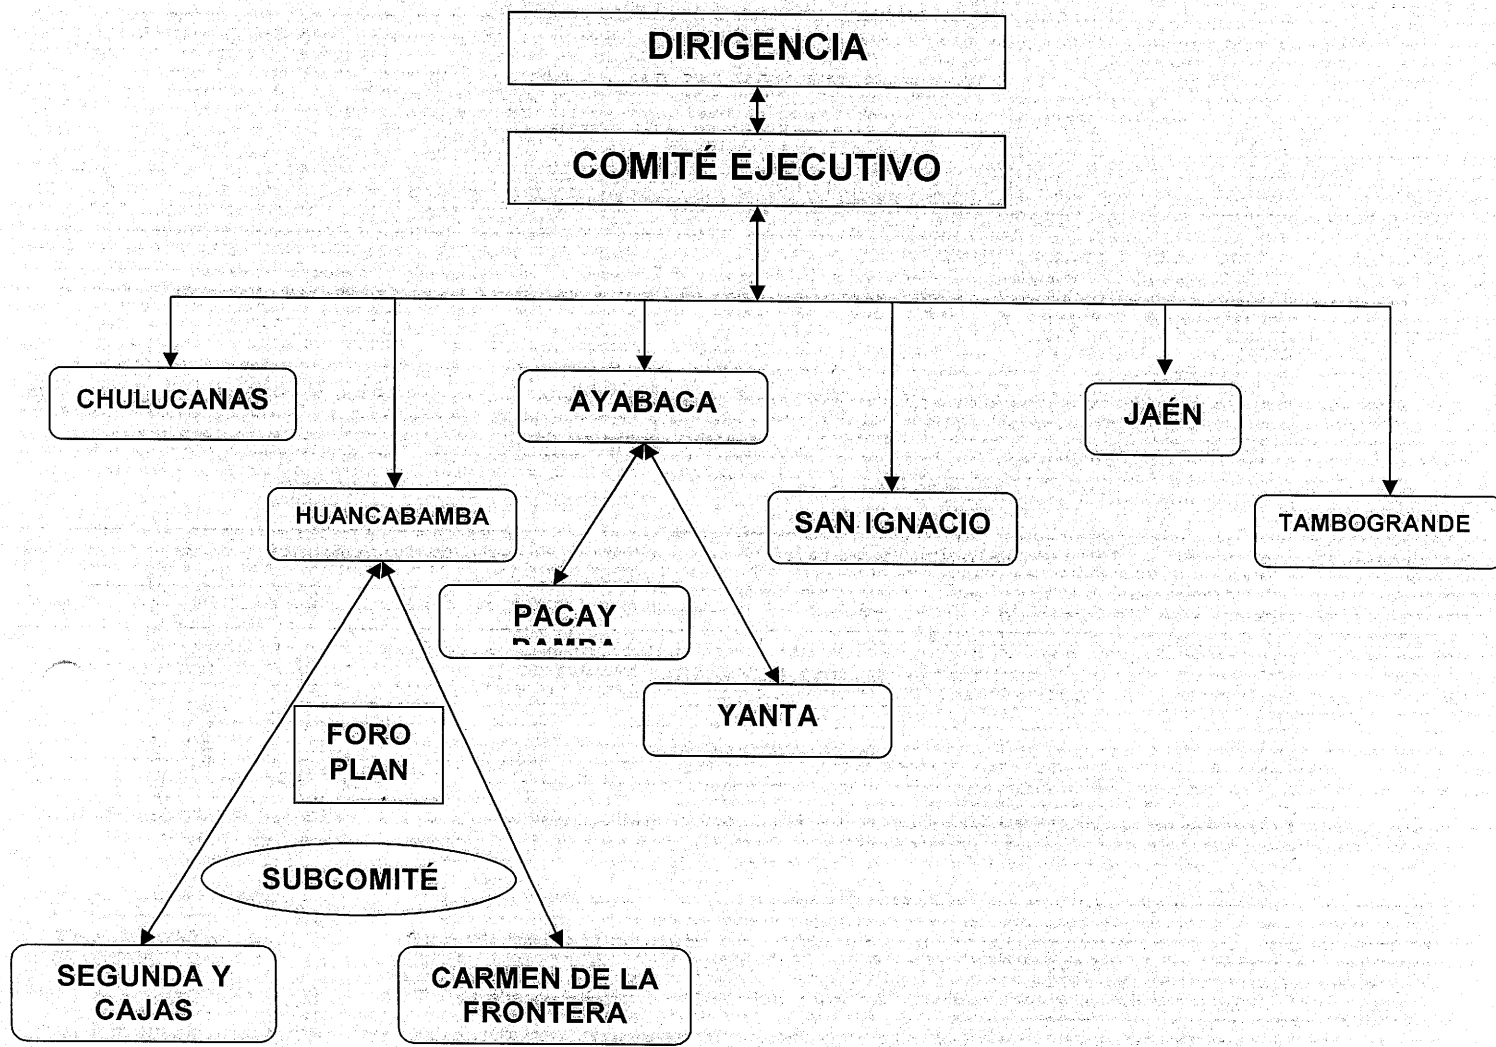 DIRIGENCIA
COMITÉ EJECUTIVO
CHULUCANAS
AYABACA
JAÉN
HUANCABAMBA
SAN IGNACIO
TAMBOGRANDE
PACAY
BAMBA
YANTA
FORO
PLAN
SUBCOMITÉ
SEGUNDA Y
CAJAS
CARMEN DE LA
FRONTERA